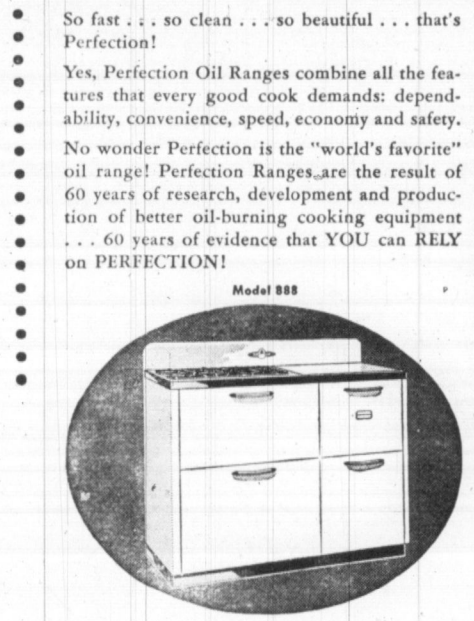 So fast . . . so clean . . . so beautiful . . . that's
Perfection!
Yes, Perfection Oil Ranges combine all the fea-
tures that every good cook demands: depend-
ability, convenience, speed, economy and safety.
No wonder Perfection is the "world's favorite"
oil range! Perfection Ranges are the result of
60 years of research, development and produc-
tion of better oil-burning cooking equipment
. . . 60 years of evidence that YOU can RELY
on PERFECTION!
Model 888